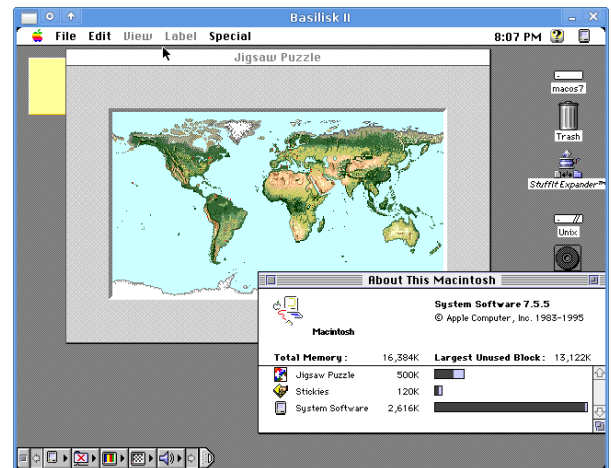 Basilisk II
File Edit View Label Special 8:07 PM
Jigsaw Puzzle
macos7
Trash
StuffIt Expander™
Unix
About This Macintosh
System Software 7.5.5
© Apple Computer, Inc. 1983-1995
Macintosh
Total Memory : 16,384K Largest Unused Block : 13,122K
Jigsaw Puzzle 500K
Stickies 120K
System Software 2,616K